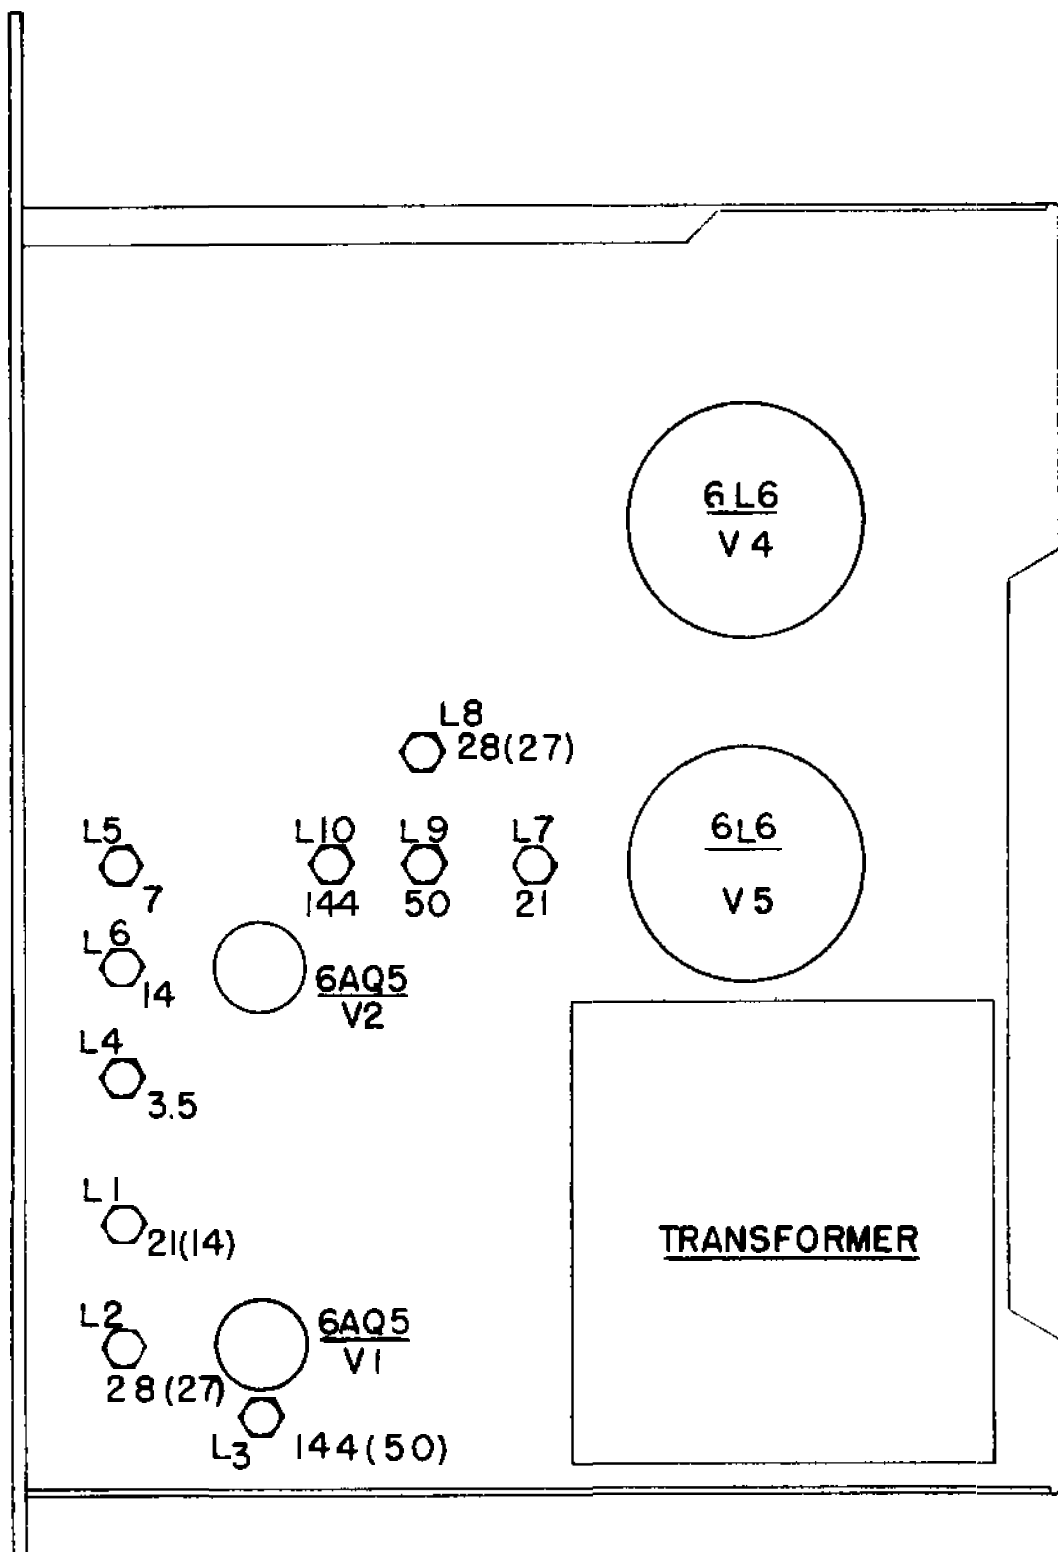 6L6
V4
L8
28(27)
L5
7
L10
144
L9
50
L7
21
6L6
V5
L6
14
6AQ5
V2
L4
3.5
L1
21(14)
TRANSFORMER
L2
28(27)
6AQ5
V1
L3
144(50)